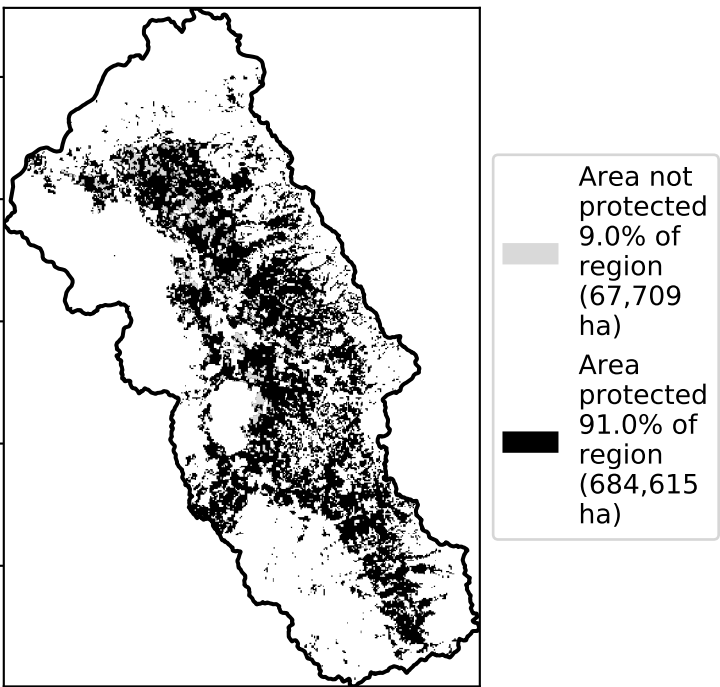 Area not
protected
9.0% of
region
(67,709
ha)
Area
protected
91.0% of
region
(684,615
ha)